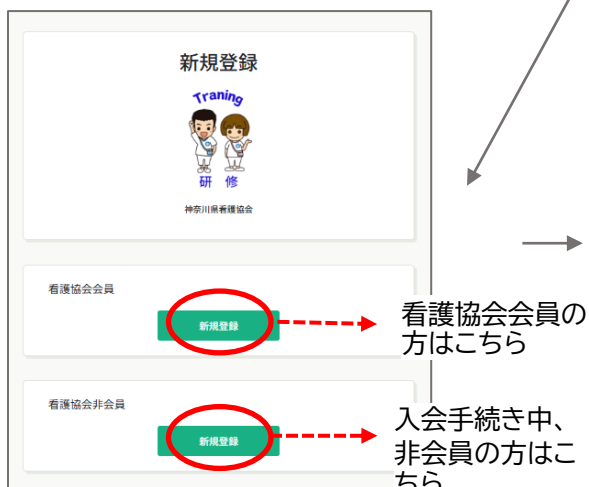 新規登録
Traning
研 修
神奈川県看護協会
看護協会会員
新規登録
看護協会会員の
方はこちら
看護協会非会員
新規登録
入会手続き中、
非会員の方はこ
ちら